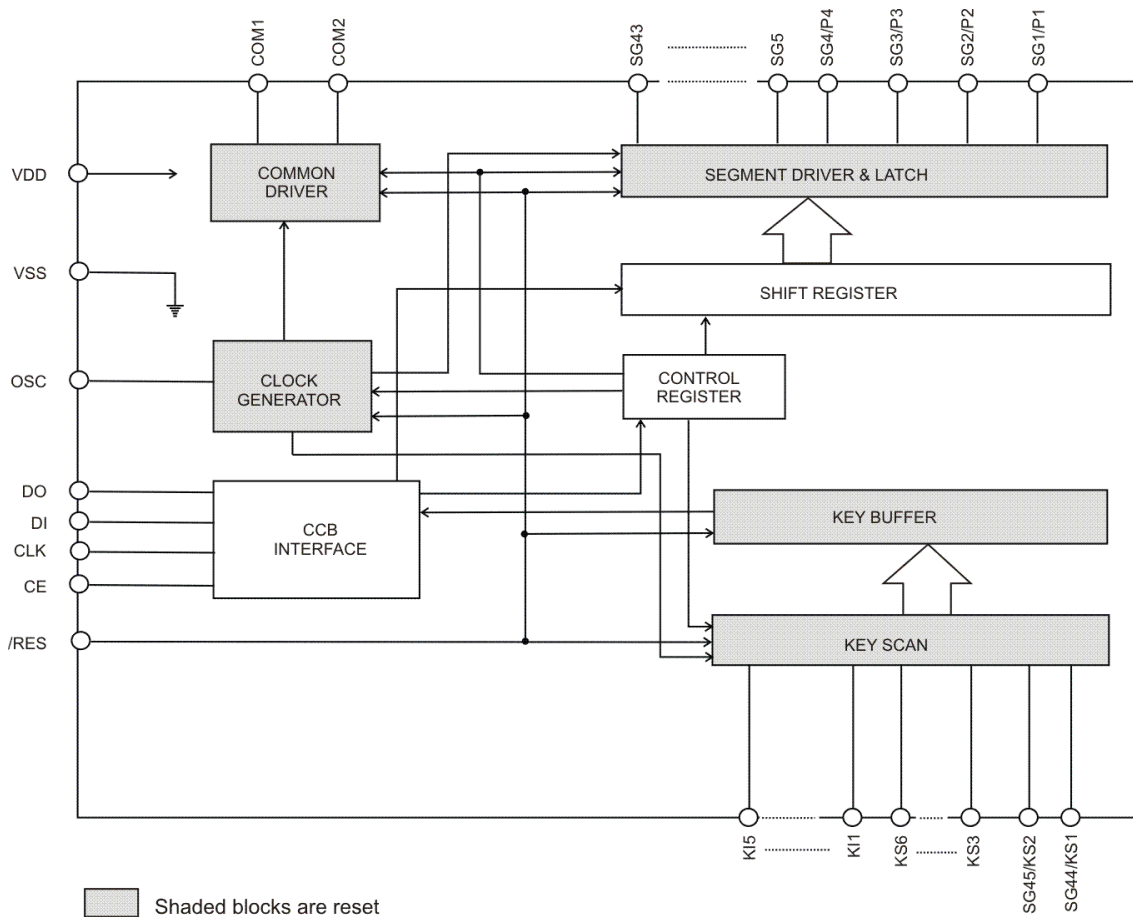 COM1
COM2
SG43
SG5
SG4/P4
SG3/P3
SG2/P2
SG1/P1
VDD
COMMON
DRIVER
SEGMENT DRIVER & LATCH
VSS
SHIFT REGISTER
OSC
CLOCK
GENERATOR
CONTROL
REGISTER
DO
DI
CLK
CE
CCB
INTERFACE
KEY BUFFER
/RES
KEY SCAN
KI5
KI1
KS6
KS3
SG45/KS2
SG44/KS1
Shaded blocks are reset